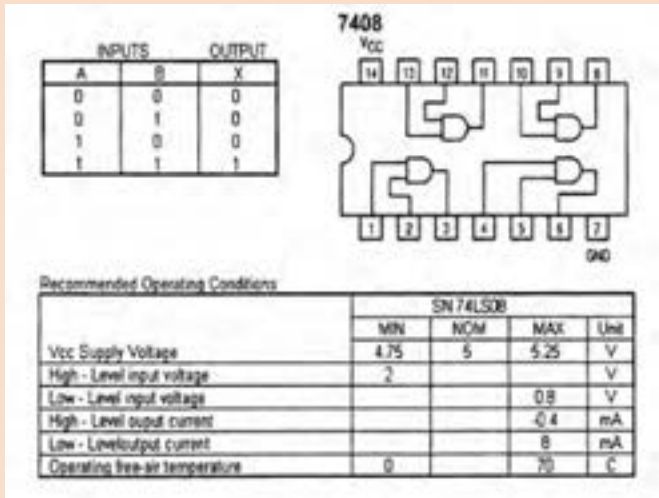 7408
INPUTS OUTPUT
A B X
0 0 0
0 1 0
1 0 0
1 1 1
VCC
14 13 12 11 10 9 8
1 2 3 4 5 6 7
GND
Recommended Operating Conditions
SN 74LS08
MIN NOM MAX Unit
Vcc Supply Voltage 4.75 5 5.25 V
High - Level input voltage 2 V
Low - Level input voltage 0.8 V
High - Level ouput current -0.4 mA
Low - Leveloutput current 8 mA
Operating free-air temperature 0 70 C